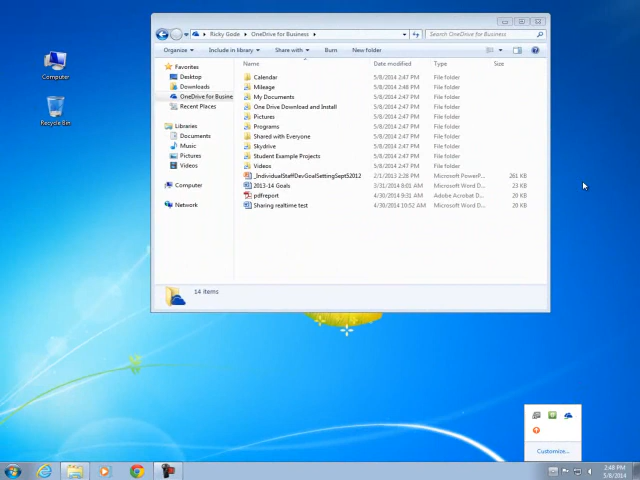 Computer
Recycle Bin
Ricky Gode
OneDrive for Business
Search OneDrive for Business
Organize
Include in library
Share with
Burn
New folder
Name
Date modified
Type
Size
Favorites
Desktop
Downloads
OneDrive for Busine
Recent Places
Libraries
Documents
Music
Pictures
Videos
Computer
Network
Calendar 5/8/2014 2:47 PM File folder
Mileage 5/8/2014 2:48 PM File folder
My Documents 5/8/2014 2:47 PM File folder
One Drive Download and Install 5/8/2014 2:47 PM File folder
Pictures 5/8/2014 2:47 PM File folder
Programs 5/8/2014 2:47 PM File folder
Shared with Everyone 5/8/2014 2:47 PM File folder
Skydrive 5/8/2014 2:47 PM File folder
Student Example Projects 5/8/2014 2:47 PM File folder
Videos 5/8/2014 2:47 PM File folder
_IndividualStaffDevGoalSettingSept52012 2/1/2013 2:26 PM Microsoft PowerP... 261 KB
2013-14 Goals 3/31/2014 8:01 AM Microsoft Word D... 23 KB
pdfreport 4/30/2014 9:31 AM Adobe Acrobat D... 20 KB
Sharing realtime test 4/30/2014 10:52 AM Microsoft Word D... 20 KB
14 items
Customize...
2:48 PM
5/8/2014